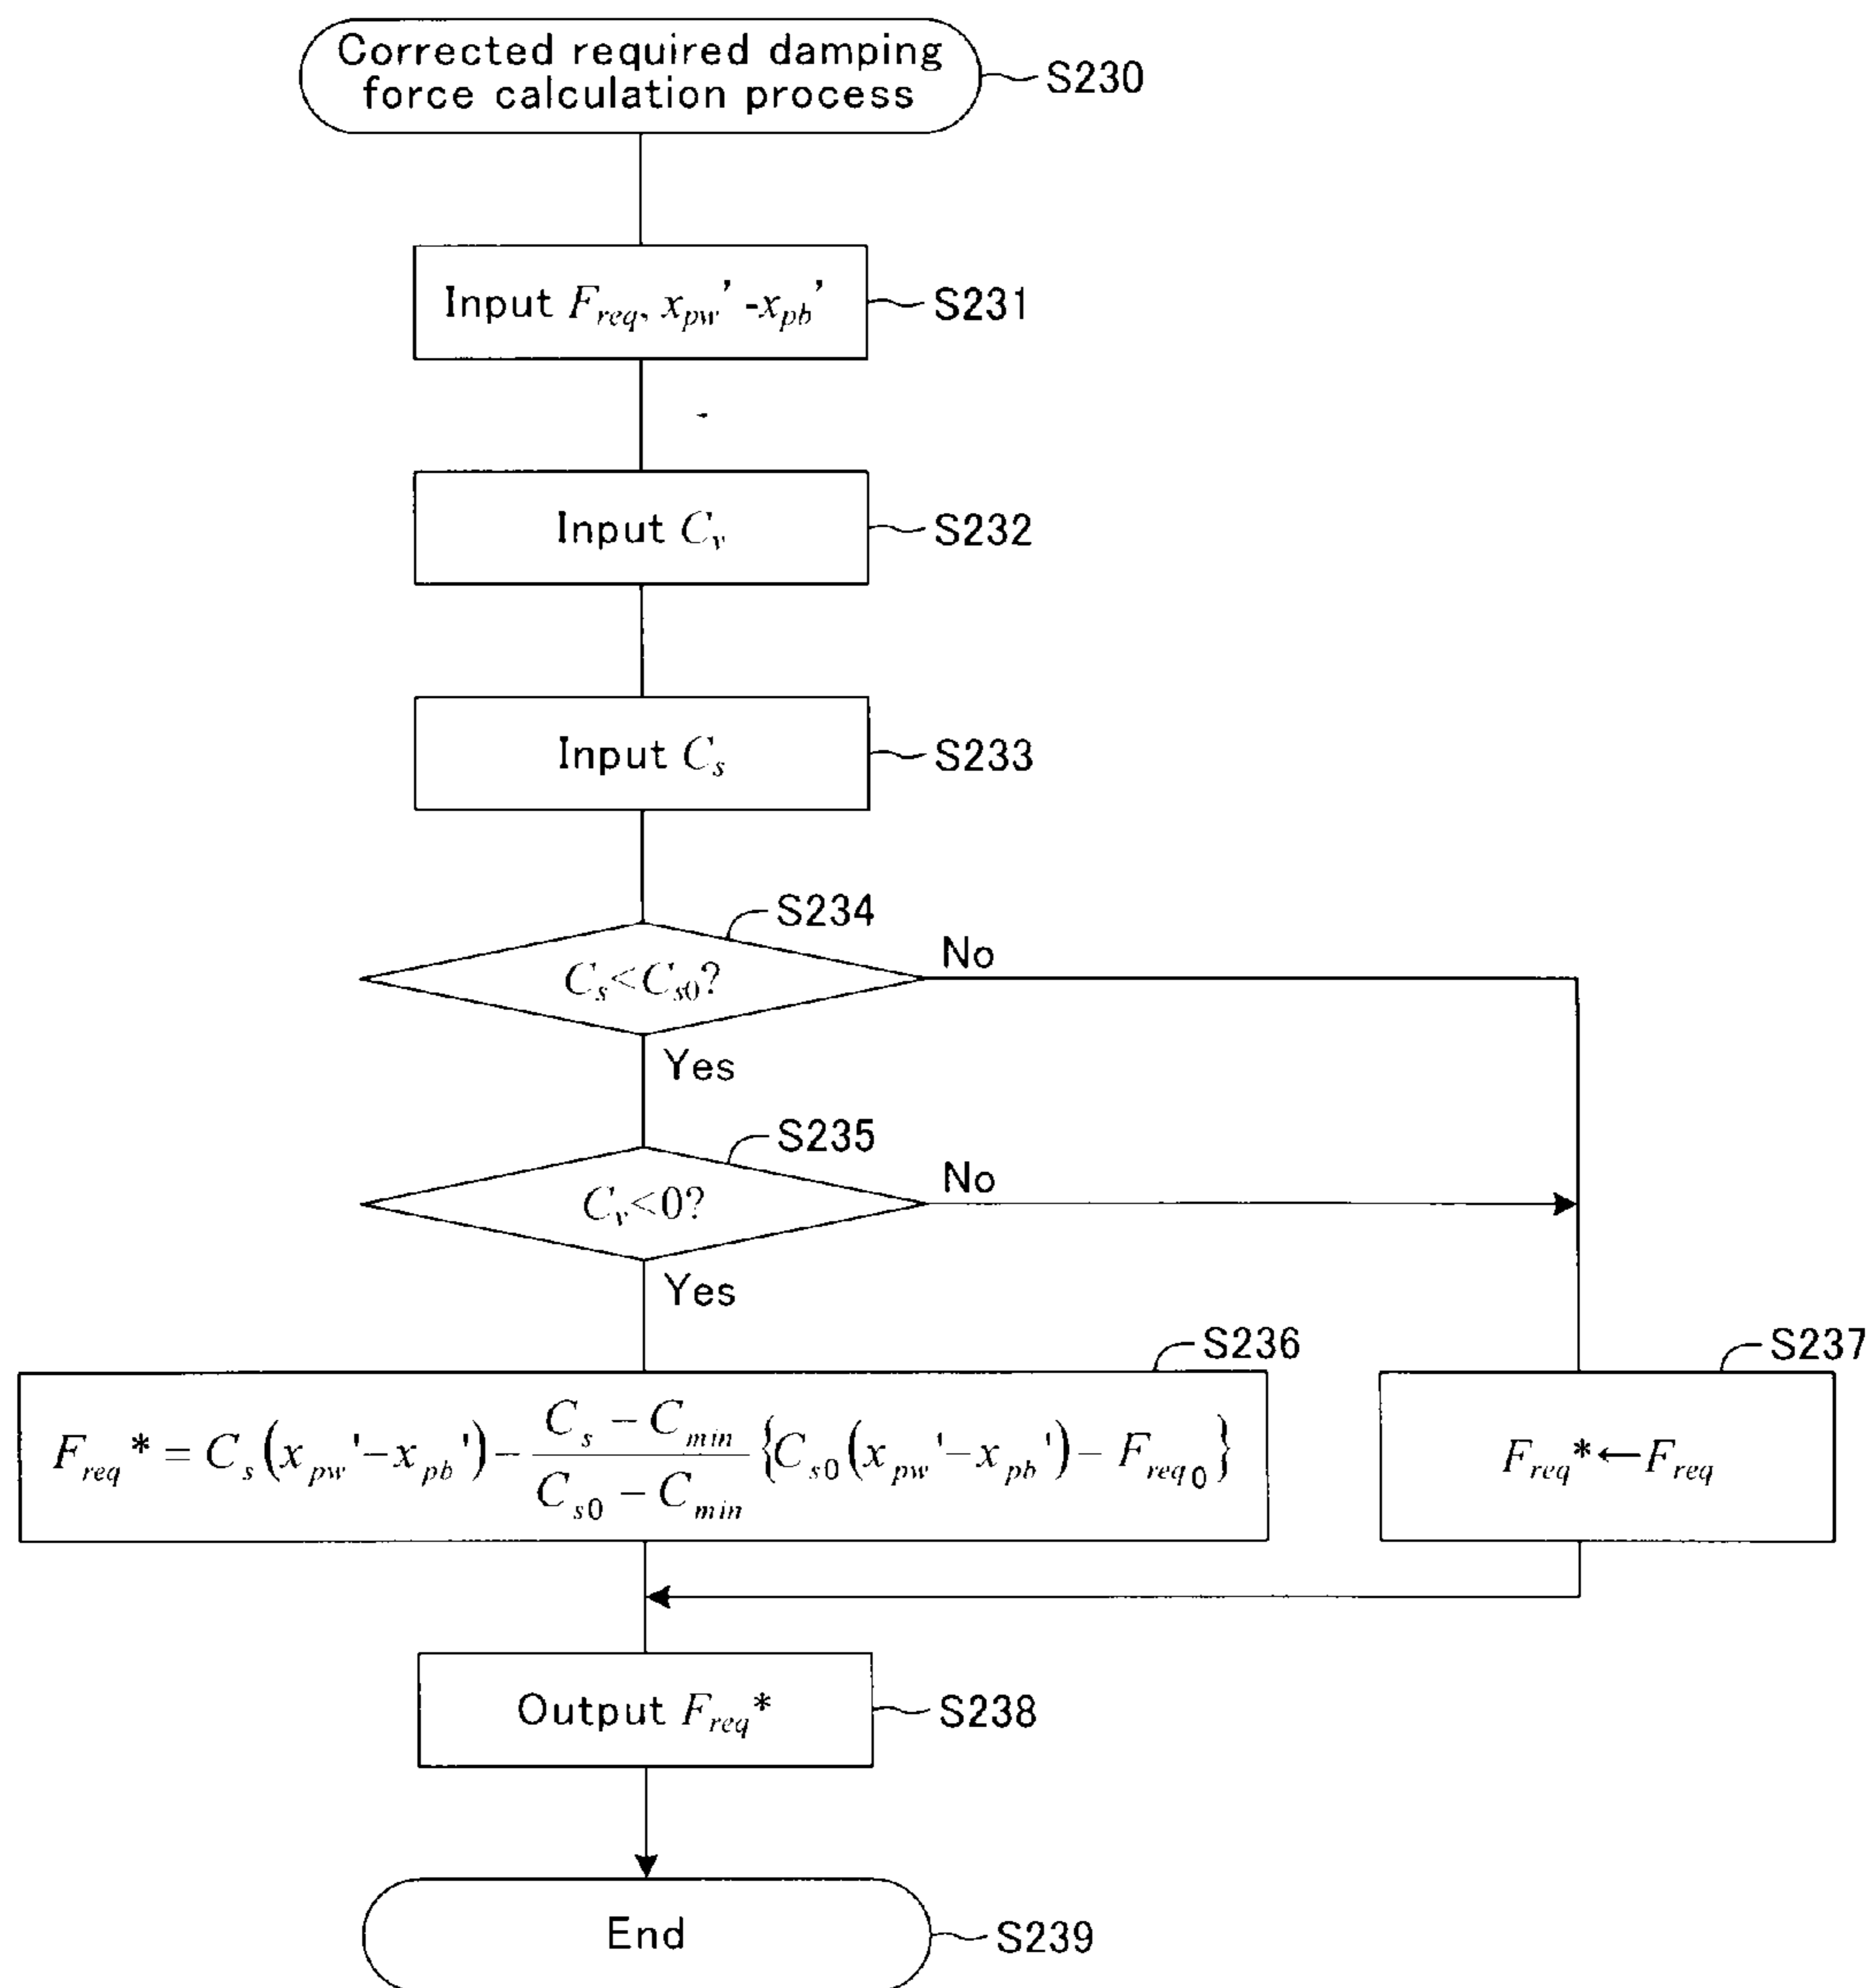 Corrected required damping
force calculation process
S230
Input F_req, x_pw' -x_pb'
S231
Input C_v
S232
Input C_s
S233
S234
C_s<C_s0?
No
Yes
S235
C_v<0?
No
Yes
S236
F_req* = C_s(x_pw'-x_pb')- (C_s - C_min)/(C_s0 - C_min) {C_s0(x_pw'-x_pb')- F_req0}
S237
F_req*←F_req
Output F_req*
S238
End
S239